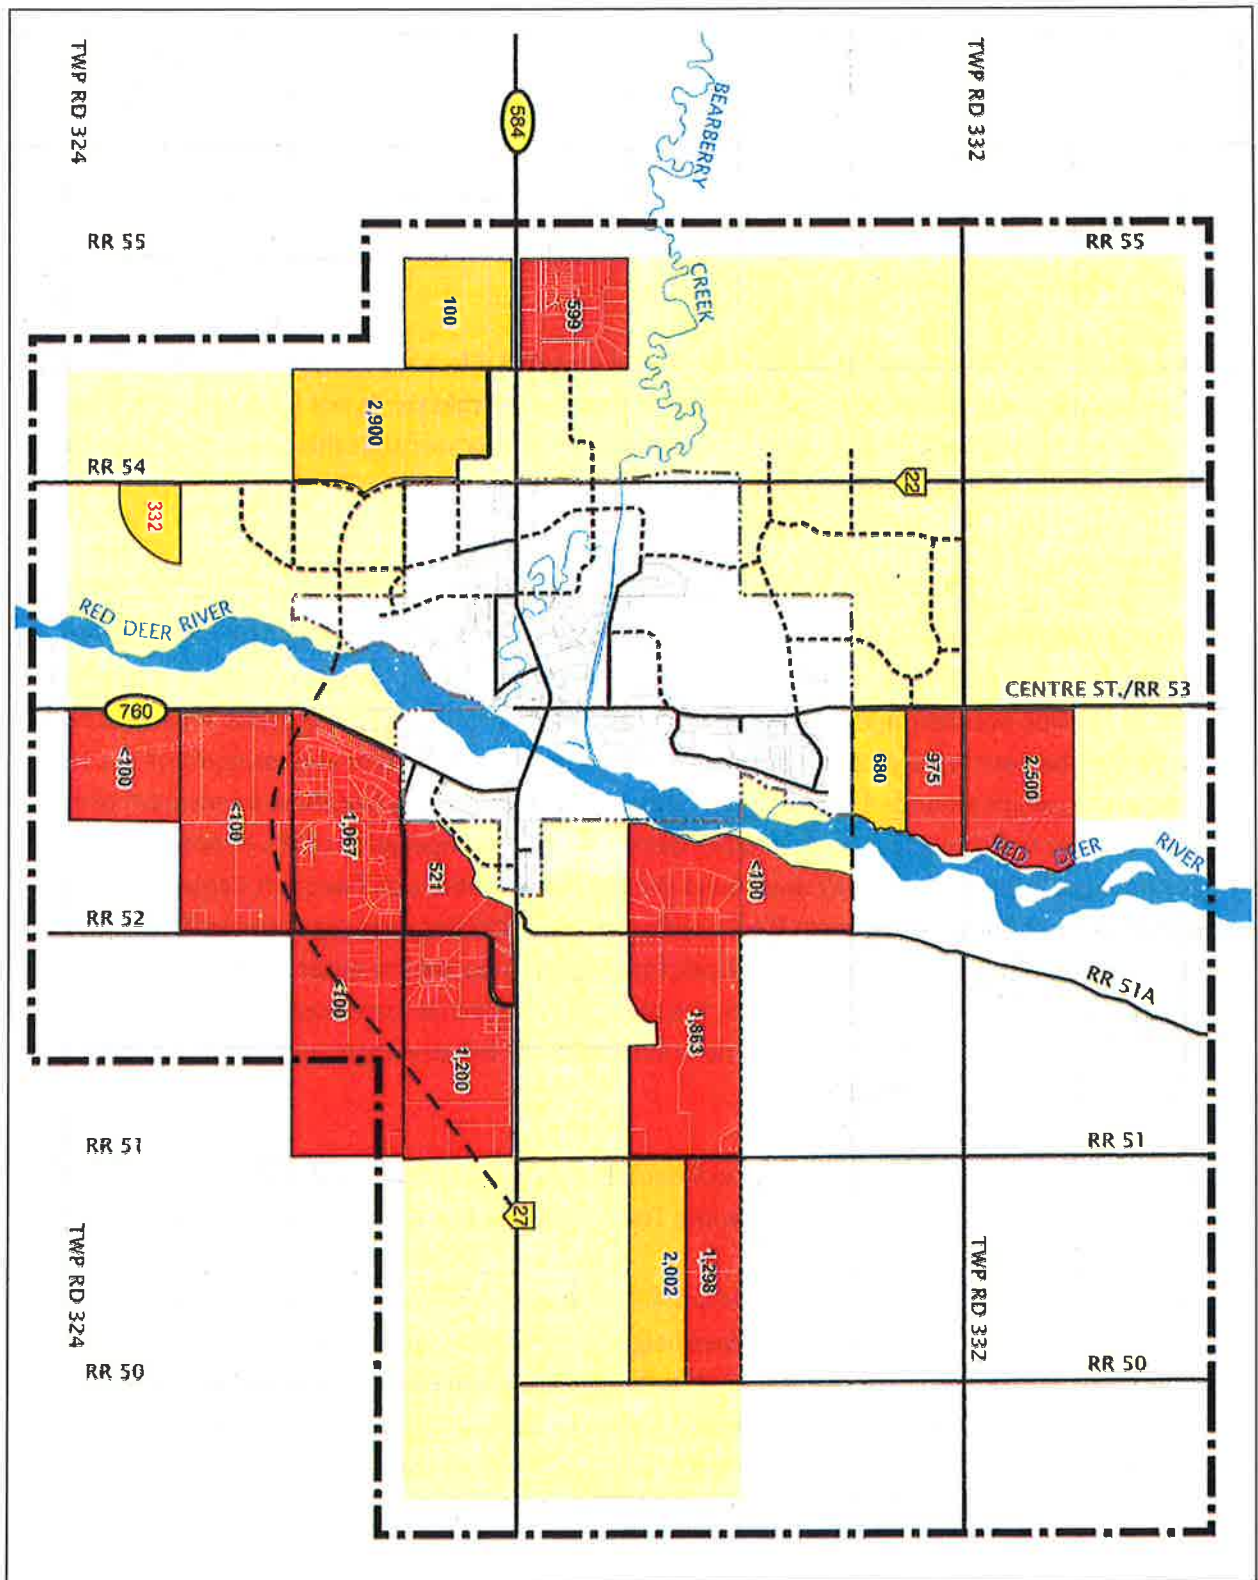 TWP RD 324
584
BEARBERRY
CREEK
TWP RD 332
RR 55
RR 55
100
599
2,900
RR 54
22
332
RED DEER RIVER
CENTRE ST./RR 53
760
<100
<100
1,067
521
<100
680
975
2,500
RED DEER RIVER
RR 52
<100
1,200
1,863
RR 51A
RR 51
RR 51
27
2,002
1,298
TWP RD 324
TWP RD 332
RR 50
RR 50